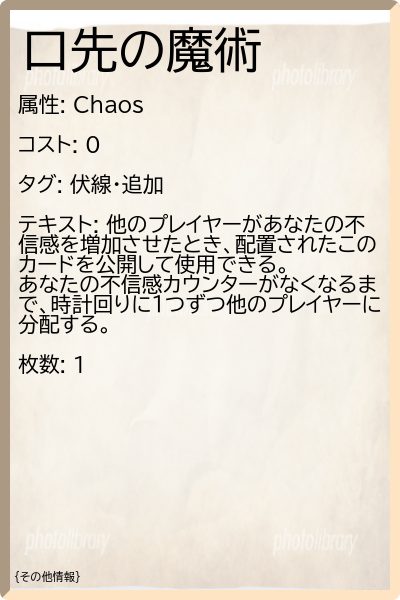 口先の魔術
属性: Chaos
コスト: 0
タグ: 伏線・追加
テキスト: 他のプレイヤーがあなたの不
信感を増加させたとき、配置されたこの
カードを公開して使用できる。
あなたの不信感カウンターがなくなるま
で、時計回りに1つずつ他のプレイヤーに
分配する。
枚数: 1
photolibrary
photolibrary
photolibrary
photolibrary
{その他情報}